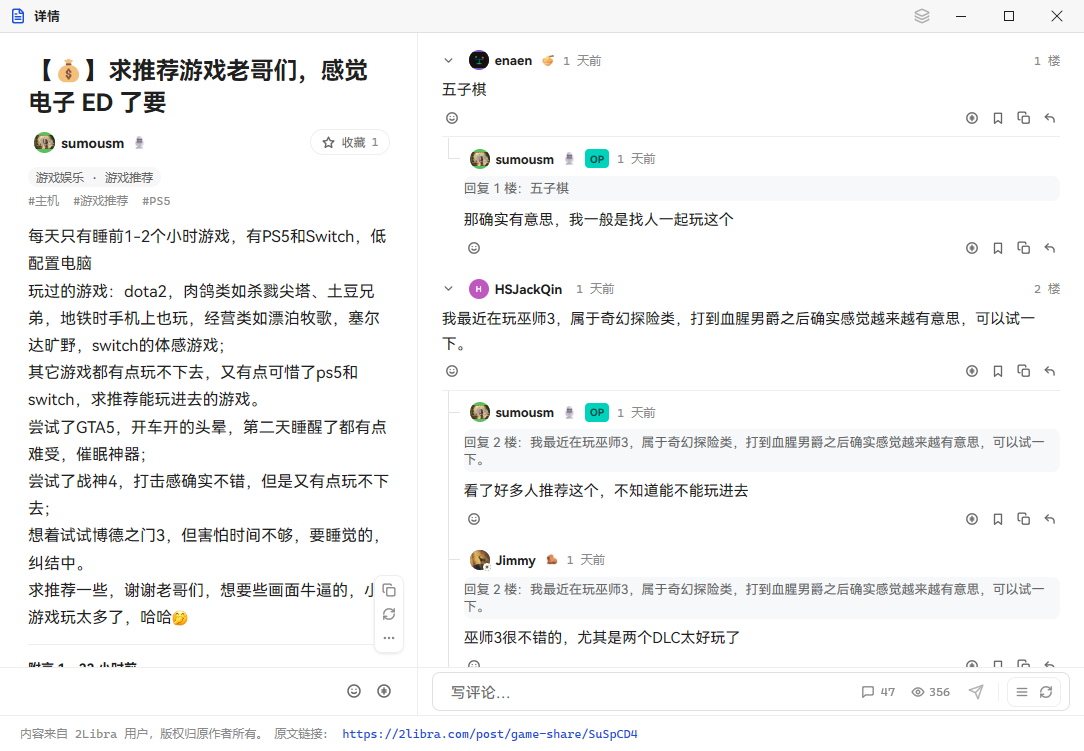 详情
【💰】求推荐游戏老哥们，感觉
电子 ED 了要
sumousm
收藏 1
游戏娱乐 · 游戏推荐
#主机 #游戏推荐 #PS5
每天只有睡前1-2个小时游戏，有PS5和Switch，低
配置电脑
玩过的游戏：dota2，肉鸽类如杀戮尖塔、土豆兄
弟，地铁时手机上也玩，经营类如漂泊牧歌，塞尔
达旷野，switch的体感游戏；
其它游戏都有点玩不下去，又有点可惜了ps5和
switch，求推荐能玩进去的游戏。
尝试了GTA5，开车开的头晕，第二天睡醒了都有点
难受，催眠神器；
尝试了战神4，打击感确实不错，但是又有点玩不下
去；
想着试试博德之门3，但害怕时间不够，要睡觉的，
纠结中。
求推荐一些，谢谢老哥们，想要些画面牛逼的，小
游戏玩太多了，哈哈🤭
enaen 1 天前 1 楼
五子棋
sumousm OP 1 天前
回复 1 楼：五子棋
那确实有意思，我一般是找人一起玩这个
H HSJackQin 1 天前 2 楼
我最近在玩巫师3，属于奇幻探险类，打到血腥男爵之后确实感觉越来越有意思，可以试一
下。
sumousm OP 1 天前
回复 2 楼：我最近在玩巫师3，属于奇幻探险类，打到血腥男爵之后确实感觉越来越有意思，可以试一
下。
看了好多人推荐这个，不知道能不能玩进去
Jimmy 1 天前
回复 2 楼：我最近在玩巫师3，属于奇幻探险类，打到血腥男爵之后确实感觉越来越有意思，可以试一
下。
巫师3很不错的，尤其是两个DLC太好玩了
写评论... 47 356
内容来自 2Libra 用户，版权归原作者所有。 原文链接： https://2libra.com/post/game-share/SuSpCD4